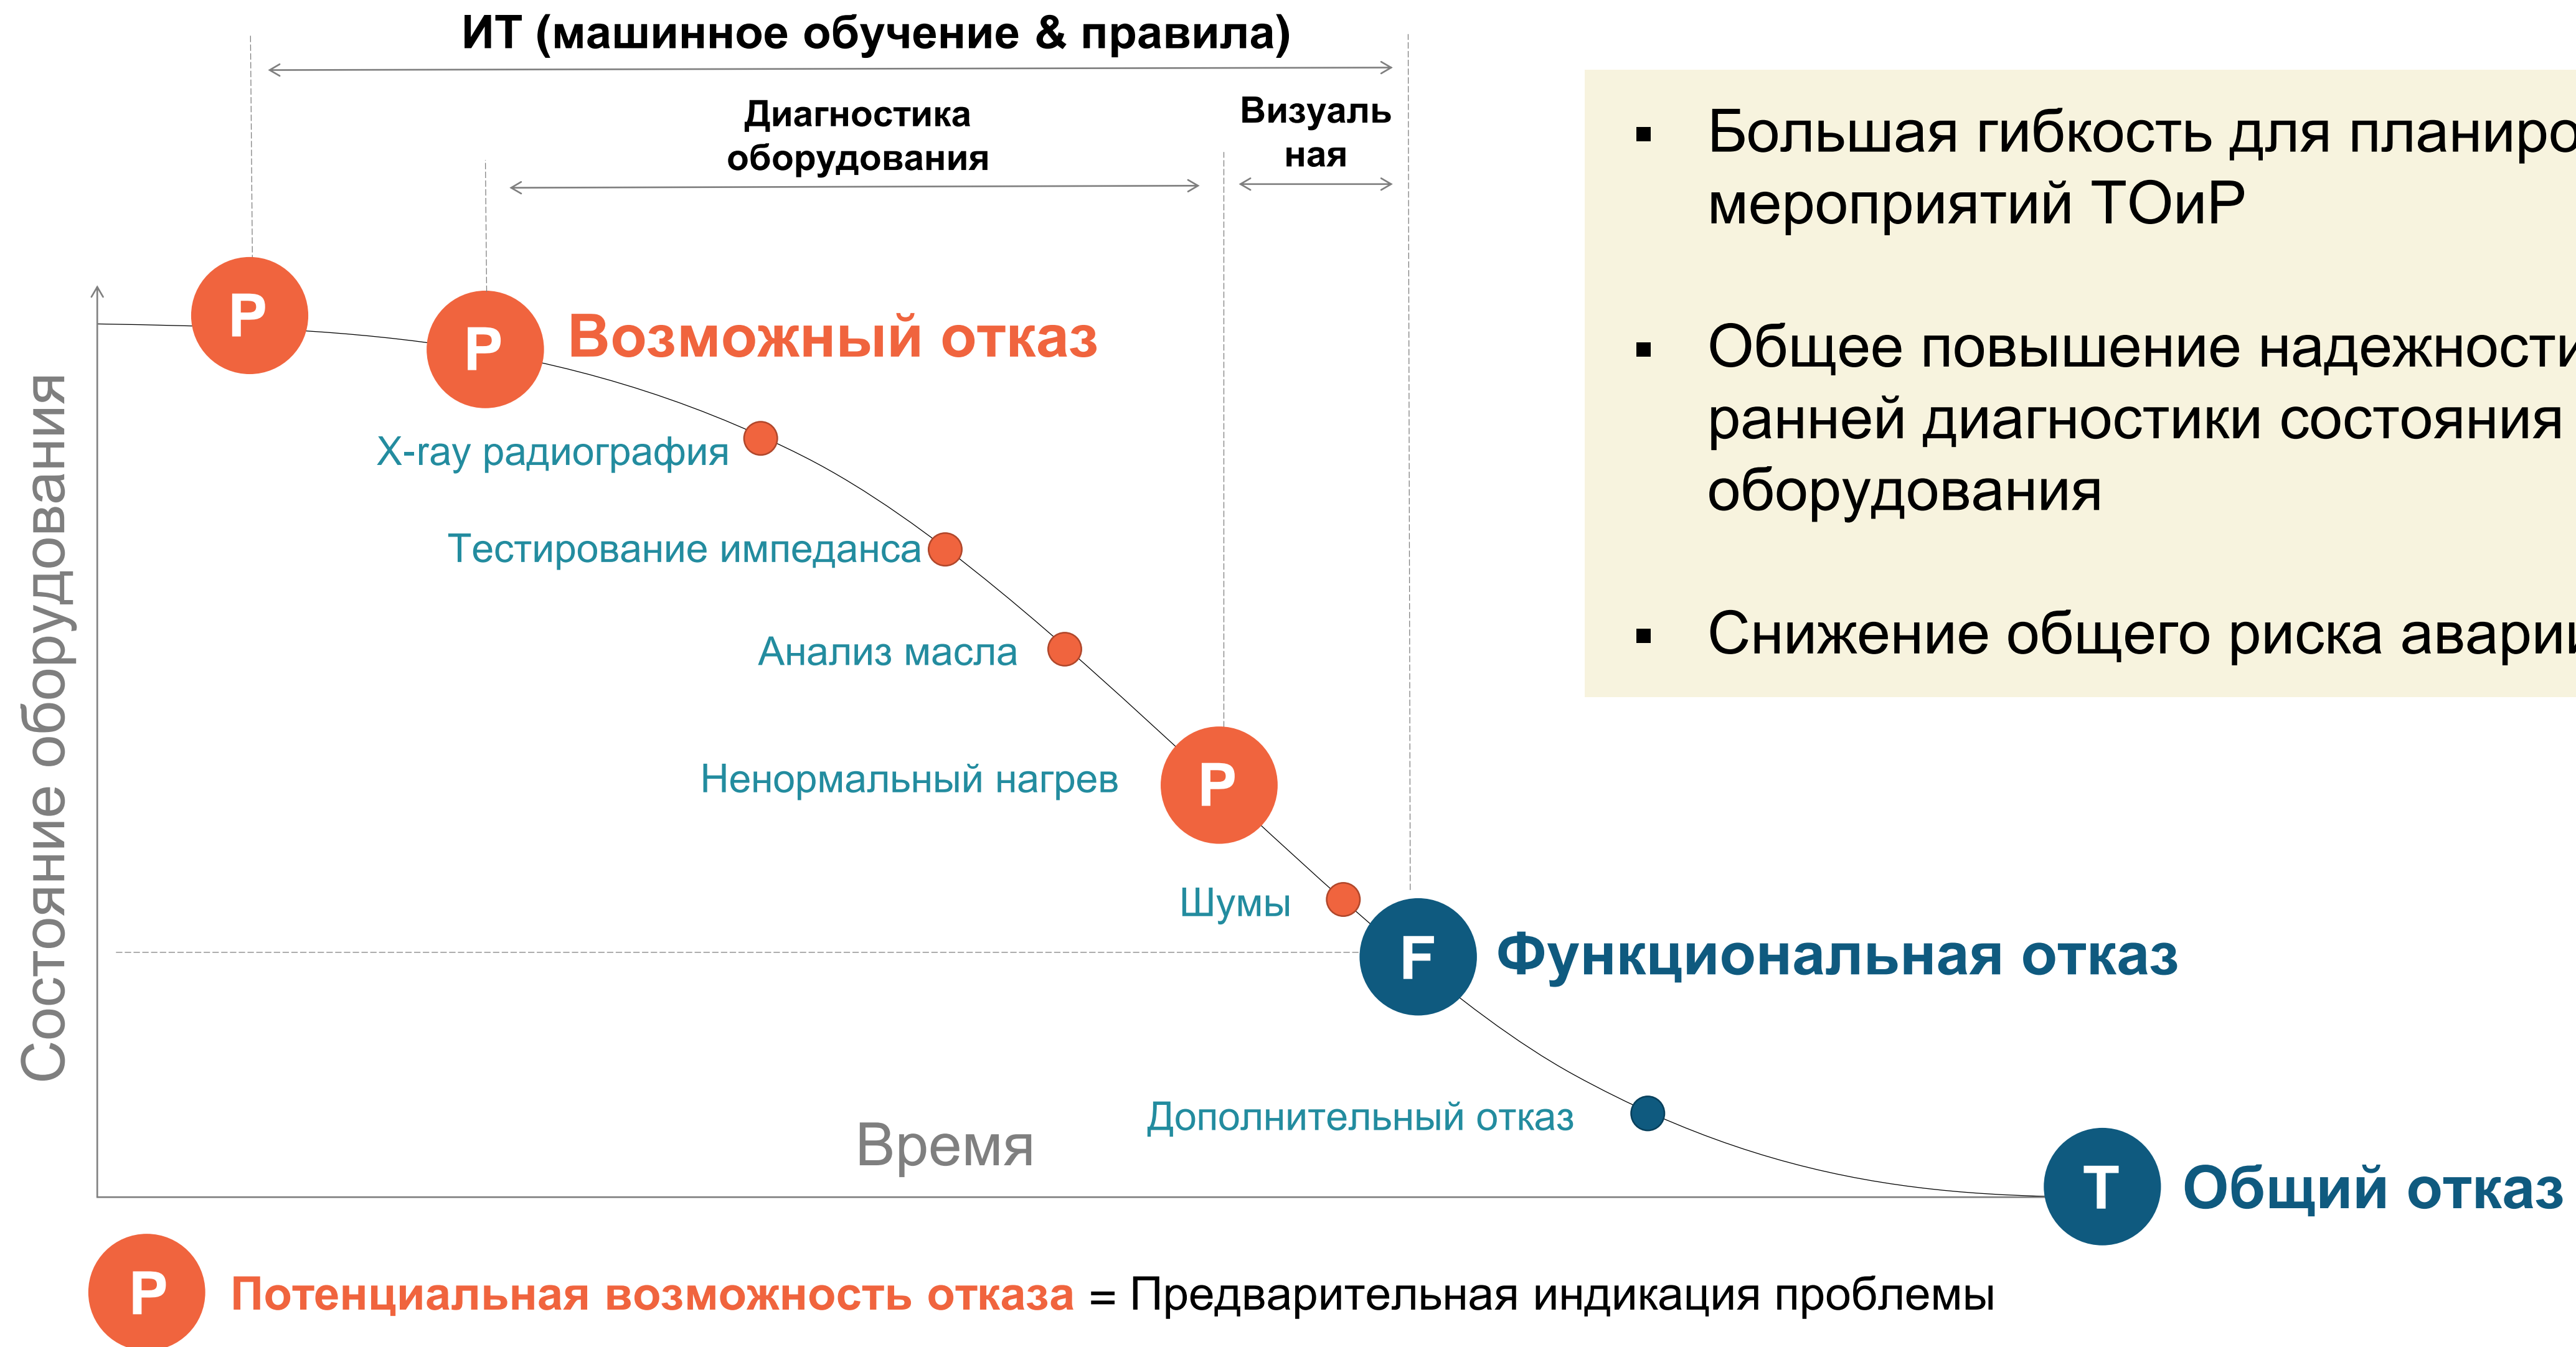 ИТ (машинное обучение & правила)
Диагностика
оборудования
Визуаль
ная
P
P
Возможный отказ
X-ray радиография
Тестирование импеданса
Анализ масла
Ненормальный нагрев
P
Шумы
F
Функциональная отказ
Дополнительный отказ
T
Общий отказ
Состояние оборудования
Время
▪ Большая гибкость для
мероприятий ТОиР
▪ Общее повышение надежности
ранней диагностики состояния
оборудования
▪ Снижение общего риска
P
Потенциальная возможность отказа = Предварительная индикация проблемы